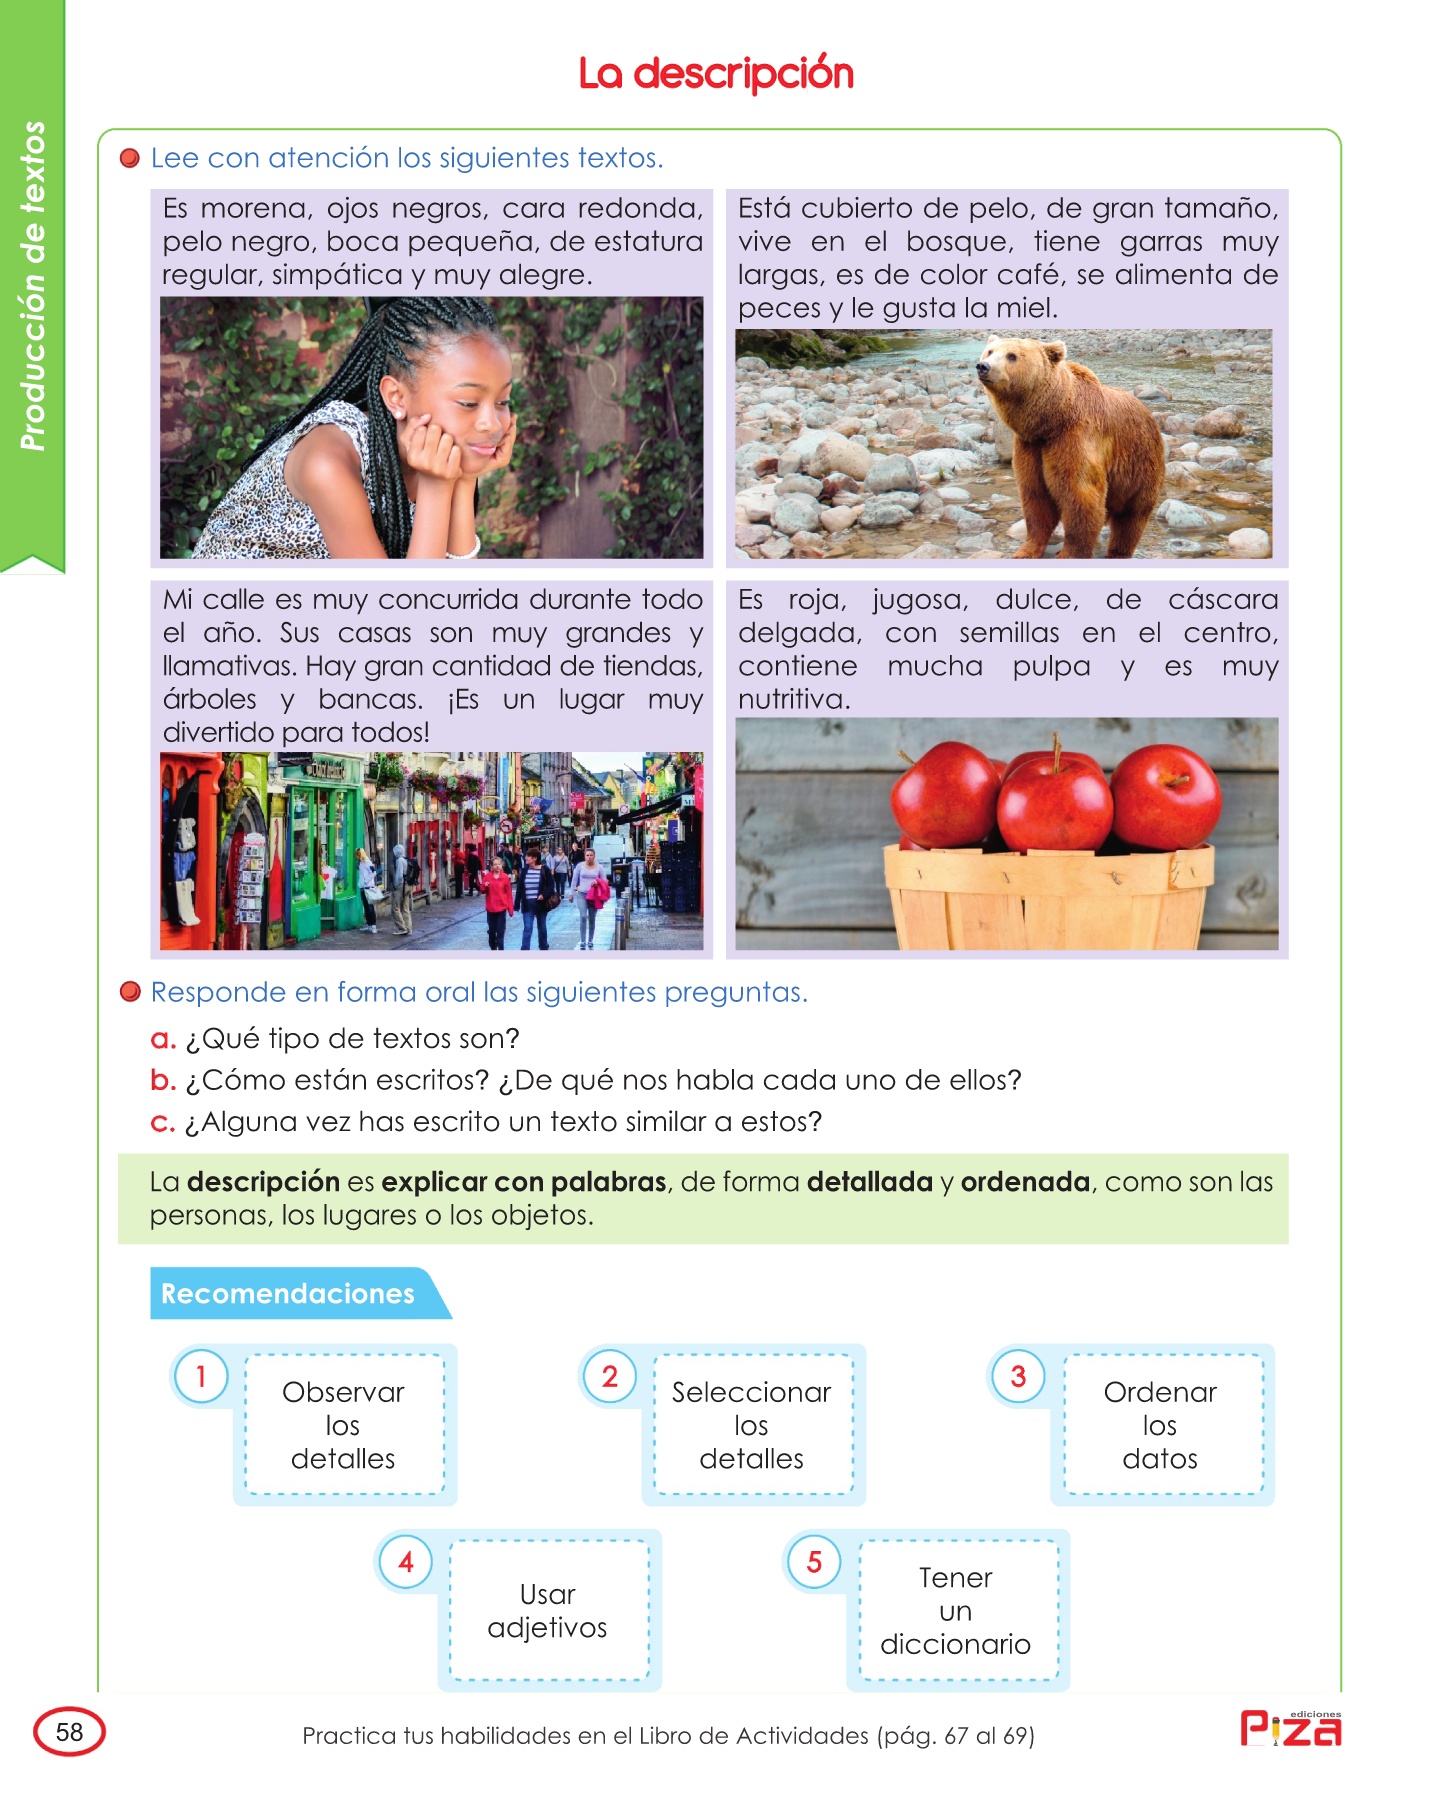 La descripción
Producción de textos
Lee con atención los siguientes textos.
Es morena, ojos negros, cara redonda,
pelo negro, boca pequeña, de estatura
regular, simpática y muy alegre.
Está cubierto de pelo, de gran tamaño,
vive en el bosque, tiene garras muy
largas, es de color café, se alimenta de
peces y le gusta la miel.
Mi calle es muy concurrida durante todo
el año. Sus casas son muy grandes y
llamativas. Hay gran cantidad de tiendas,
árboles y bancas. ¡Es un lugar muy
divertido para todos!
Es roja, jugosa, dulce, de cáscara
delgada, con semillas en el centro,
contiene mucha pulpa y es muy
nutritiva.
Responde en forma oral las siguientes preguntas.
a. ¿Qué tipo de textos son?
b. ¿Cómo están escritos? ¿De qué nos habla cada uno de ellos?
c. ¿Alguna vez has escrito un texto similar a estos?
La descripción es explicar con palabras, de forma detallada y ordenada, como son las
personas, los lugares o los objetos.
Recomendaciones
1
Observar
los
detalles
2
Seleccionar
los
detalles
3
Ordenar
los
datos
4
Usar
adjetivos
5
Tener
un
diccionario
58
Practica tus habilidades en el Libro de Actividades (pág. 67 al 69)
ediciones
Piza